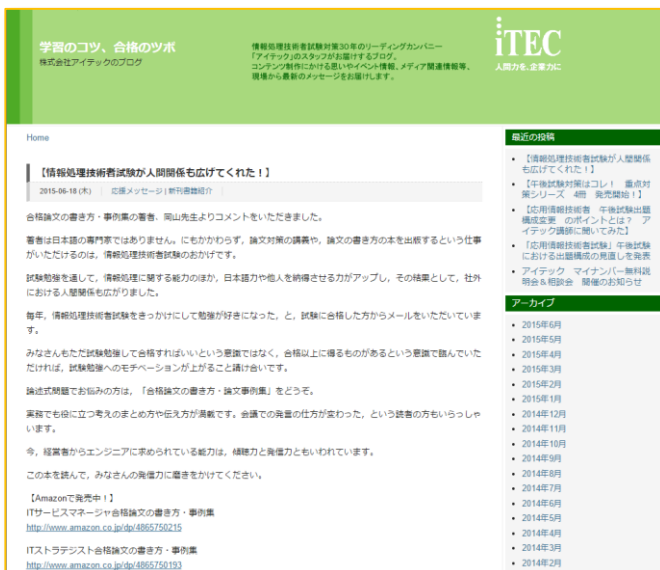 学習のコツ、合格のツボ
株式会社アイテックのブログ
情報処理技術者試験対策30年のリーディングカンパニー
「アイテック」のスタッフがお届けするブログ。
コンテンツ制作にかける思いやイベント情報、メディア関連情報等、
現場から最新のメッセージをお届けします。
iTEC
人間力を、企業力に
Home
【情報処理技術者試験が人間関係も広げてくれた！】
2015-06-18 (木)
応援メッセージ | 新刊書籍紹介
合格論文の書き方・事例集の著者、岡山先生よりコメントをいただきました。
著者は日本語の専門家ではありません。にもかかわらず，論文対策の講義や，論文の書き方の本を出版するという仕事
がいただけるのは，情報処理技術者試験のおかげです。
試験勉強を通して，情報処理に関する能力のほか，日本語力や他人を納得させる力がアップし，その結果として，社外
における人間関係も広がりました。
毎年，情報処理技術者試験をきっかけにして勉強が好きになった，と，試験に合格した方からメールをいただいていま
す。
みなさんもただ試験勉強して合格すればいいという意識ではなく，合格以上に得るものがあるという意識で臨んでいた
だければ，試験勉強へのモチベーションが上がること請け合いです。
論述式問題でお悩みの方は，「合格論文の書き方・論文事例集」をどうぞ。
実務でも役に立つ考えのまとめ方や伝え方が満載です。会議での発言の仕方が変わった，という読者の方もいらっしゃ
います。
今，経営者からエンジニアに求められている能力は，傾聴力と発信力ともいわれています。
この本を読んで，みなさんの発信力に磨きをかけてください。
【Amazonで発売中！】
ITサービスマネージャ合格論文の書き方・事例集
http://www.amazon.co.jp/dp/4865750215
ITストラテジスト合格論文の書き方・事例集
http://www.amazon.co.jp/dp/4865750193
最近の投稿
【情報処理技術者試験が人間関係
も広げてくれた！】
【午後試験対策はコレ！ 重点対
策シリーズ 4冊 発売開始！】
【応用情報技術者 午後試験出題
構成変更 のポイントとは？ ア
イテック講師に聞いてみた】
「応用情報技術者試験」午後試験
における出題構成の見直しを発表
アイテック マイナンバー無料説
明会＆相談会 開催のお知らせ
アーカイブ
2015年6月
2015年5月
2015年4月
2015年3月
2015年2月
2015年1月
2014年12月
2014年11月
2014年10月
2014年9月
2014年8月
2014年7月
2014年6月
2014年5月
2014年4月
2014年3月
2014年2月